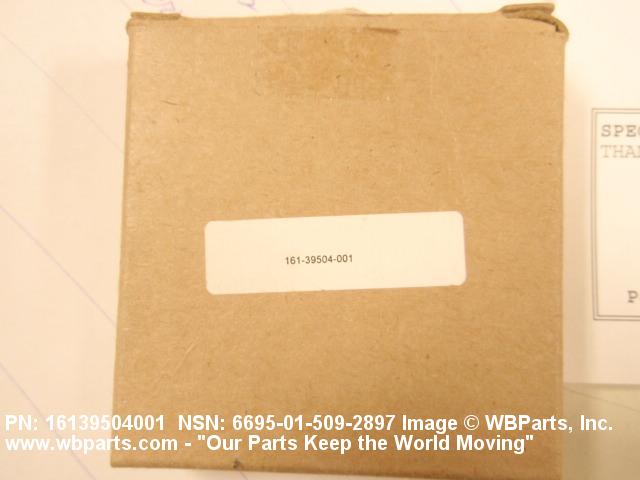 SPEC
THAN
161-39504-001
P
PN: 16139504001 NSN: 6695-01-509-2897 Image © WBParts, Inc.
www.wbparts.com - "Our Parts Keep the World Moving"